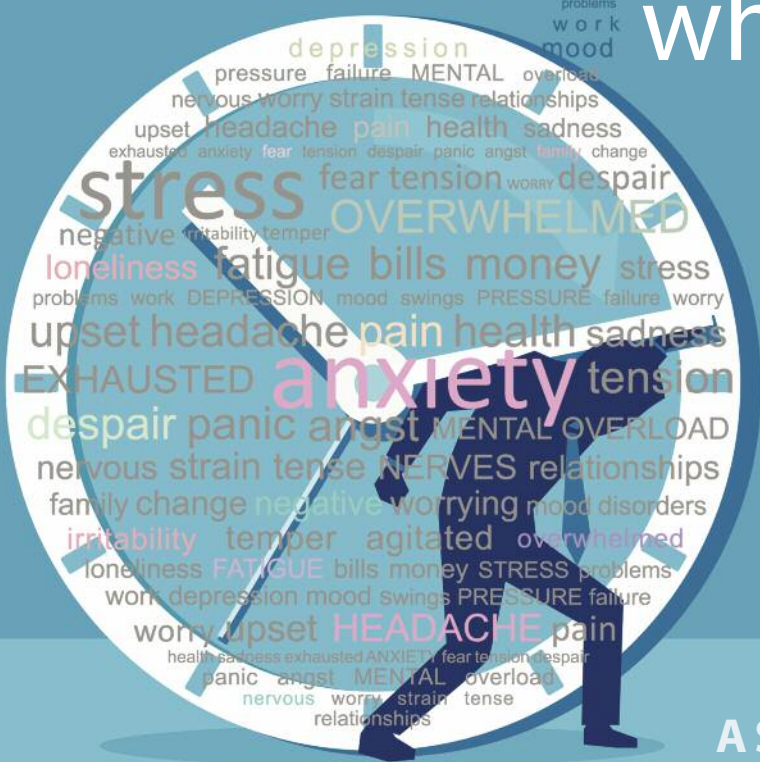 problems
work
mood
wh
depression
pressure failure MENTAL overload
nervous worry strain tense relationships
upset headache pain health sadness
exhausted anxiety fear tension despair panic angst family change
stress fear tension WORRY despair
OVERWHELMED
negative irritability temper
loneliness fatigue bills money stress
problems work DEPRESSION mood swings PRESSURE failure worry
upset headache pain health sadness
EXHAUSTED anxiety tension
despair panic angst MENTAL OVERLOAD
nervous strain tense NERVES relationships
family change negative worrying mood disorders
irritability temper agitated overwhelmed
loneliness FATIGUE bills money STRESS problems
work depression mood swings PRESSURE failure
worry upset HEADACHE pain
health sadness exhausted ANXIETY fear tension despair
panic angst MENTAL overload
nervous worry strain tense
relationships
A S